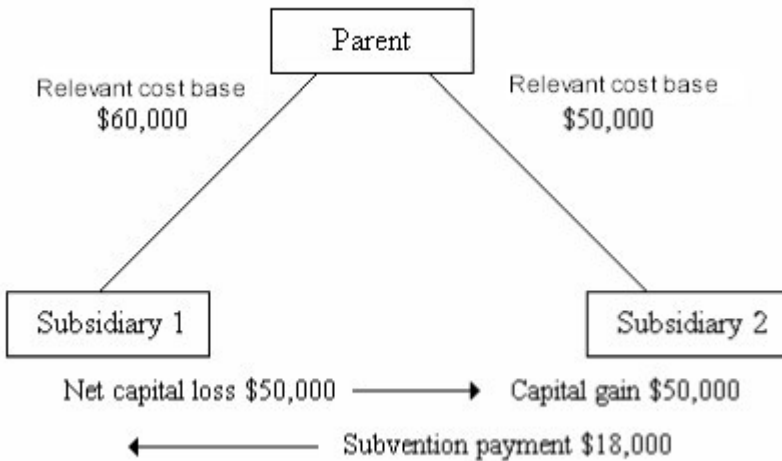 Parent
Relevant cost base
$60,000
Relevant cost base
$50,000
Subsidiary 1
Subsidiary 2
Net capital loss $50,000
Capital gain $50,000
Subvention payment $18,000